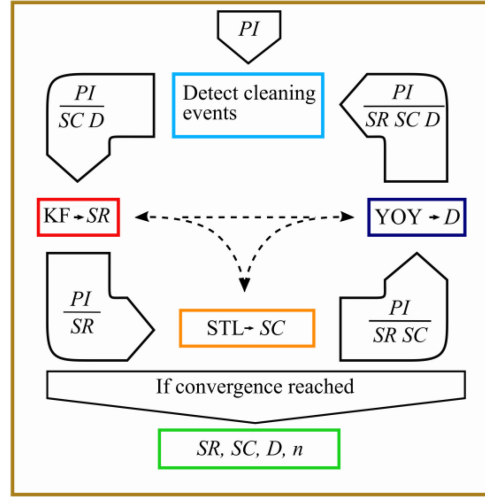 PI
PI
SC D
Detect cleaning
events
PI
SR SC D
KF→SR
YOY→D
PI
SR
STL→SC
PI
SR SC
If convergence reached
SR, SC, D, n